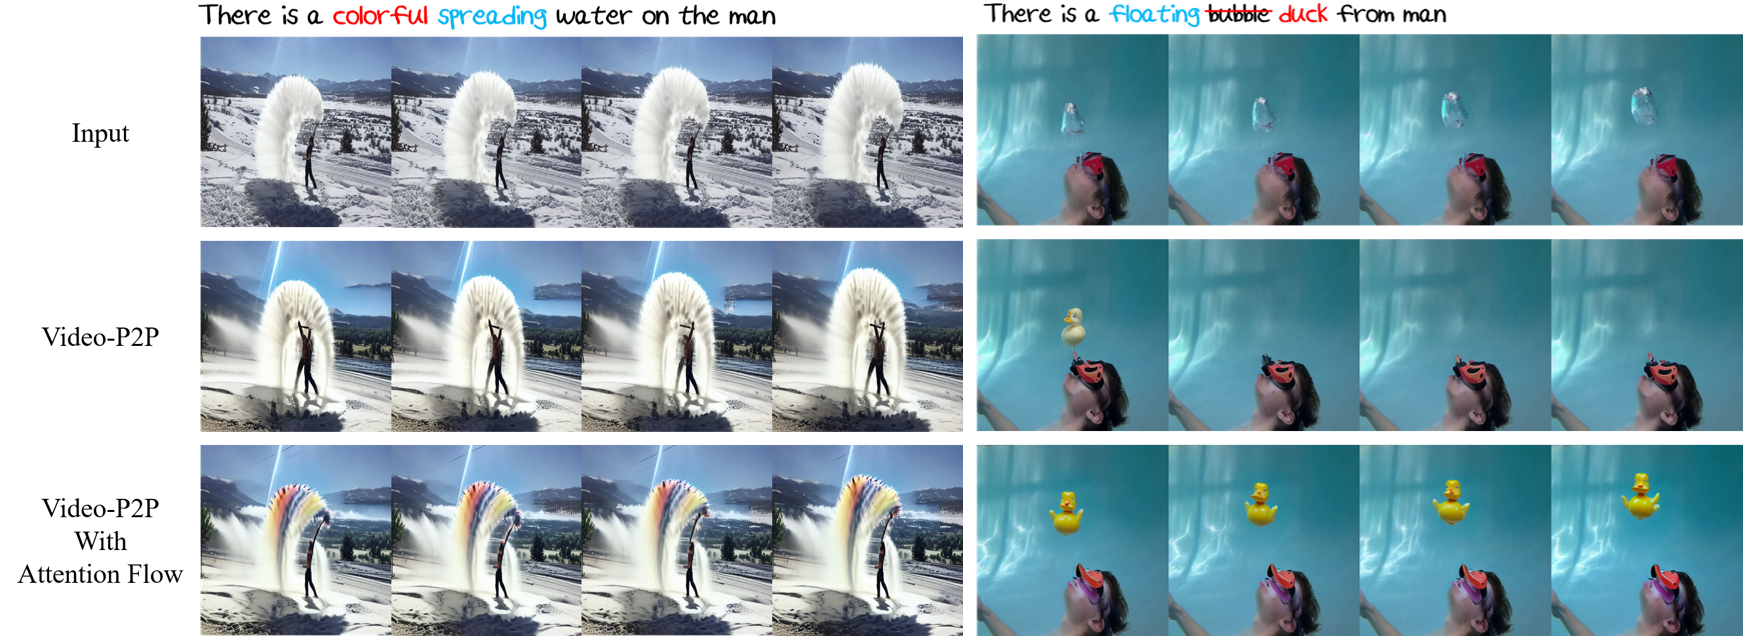 There is a colorful spreading water on the man
There is a floating bubble duck from man
Input
Video-P2P
Video-P2P
With
Attention Flow